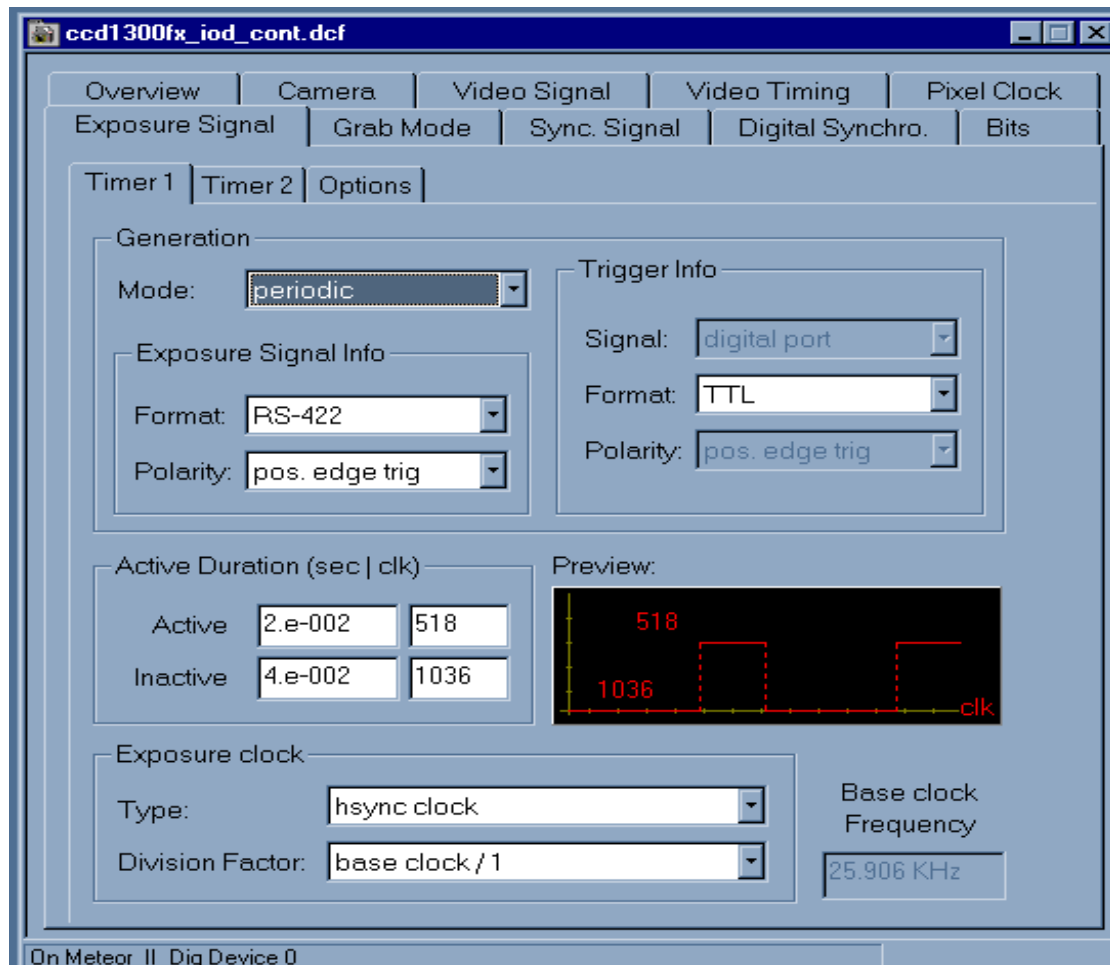 ccd1300fx_iod_cont.dcf
Overview Camera Video Signal Video Timing Pixel Clock
Exposure Signal Grab Mode Sync. Signal Digital Synchro. Bits
Timer 1 Timer 2 Options
Generation
Mode: periodic
Exposure Signal Info
Format: RS-422
Polarity: pos. edge trig
Trigger Info
Signal: digital port
Format: TTL
Polarity: pos. edge trig
Active Duration (sec | clk)
Active 2.e-002 518
Inactive 4.e-002 1036
Preview:
518
1036
clk
Exposure clock
Type: hsync clock
Division Factor: base clock / 1
Base clock
Frequency
25.906 KHz
On Meteor_II_Dig Device 0